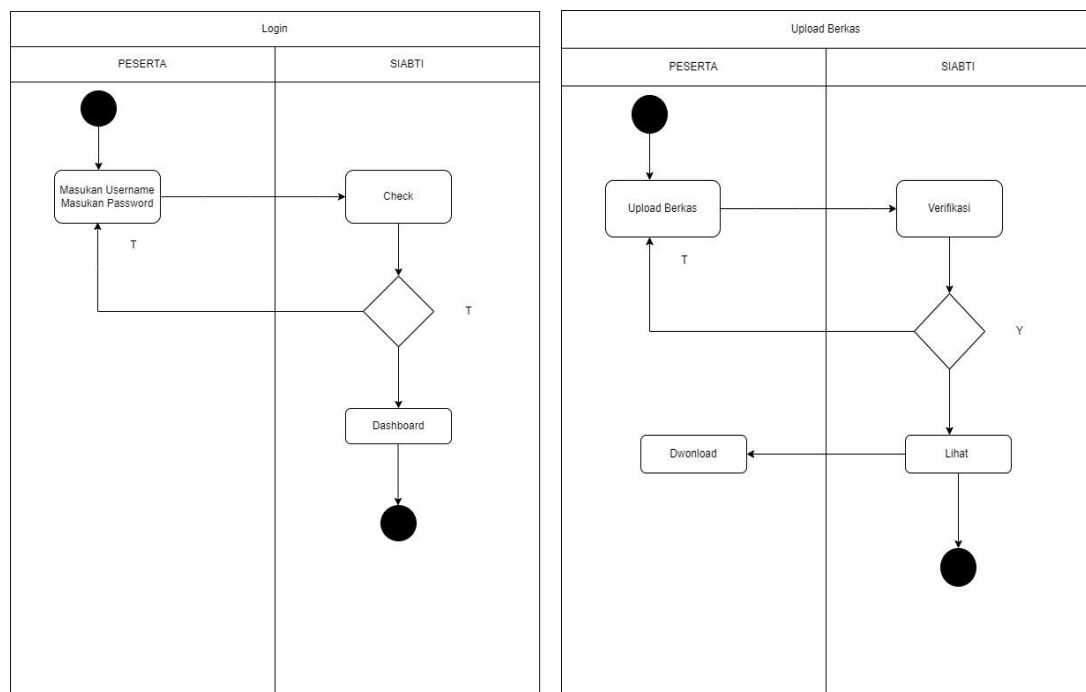 Login
PESERTA
SIABTI
Masukan Username
Masukan Password
Check
T
T
Dashboard
Upload Berkas
PESERTA
SIABTI
Upload Berkas
Verifikasi
T
Y
Dwonload
Lihat